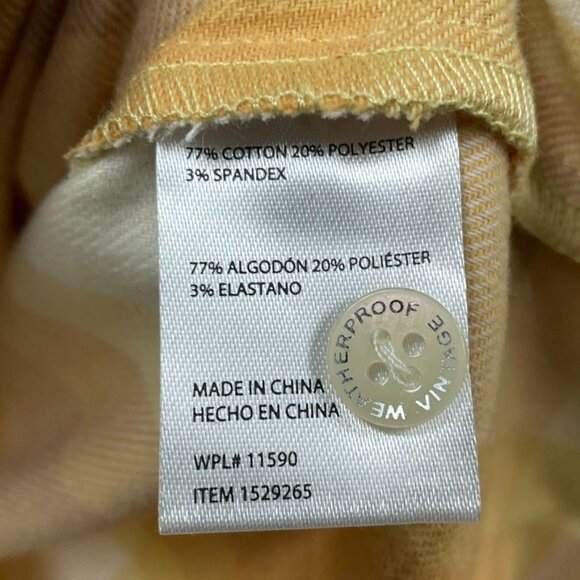 77% COTTON 20% POLYESTER
3% SPANDEX
77% ALGODÓN 20% POLIÉSTER
3% ELASTANO
MADE IN CHINA
HECHO EN CHINA
WPL# 11590
ITEM 1529265
WEATHERPROOF VINTAGE